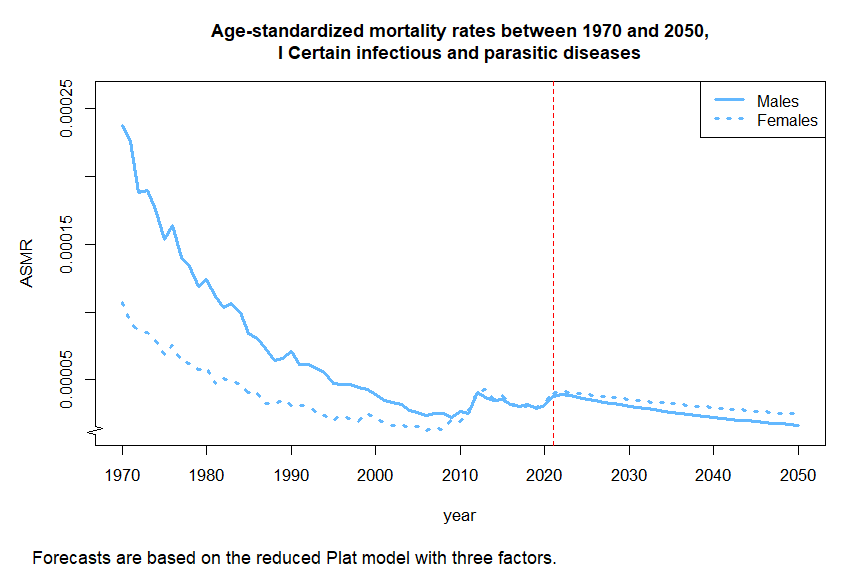 Age-standardized mortality rates between 1970 and 2050,
I Certain infectious and parasitic diseases
Males
Females
0.00025
0.00015
0.00005
ASMR
1970 1980 1990 2000 2010 2020 2030 2040 2050
year
Forecasts are based on the reduced Plat model with three factors.